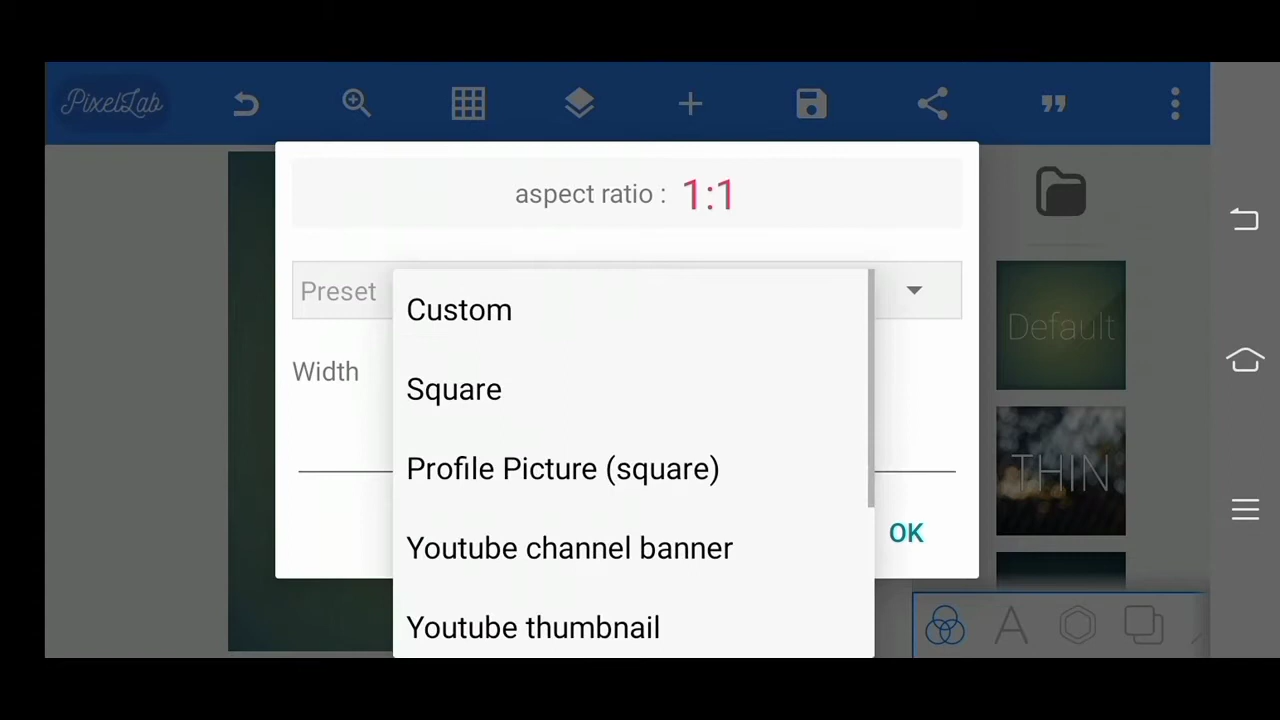 PixelLab
aspect ratio : 1:1
Preset
Custom
Width
Square
Profile Picture (square)
Youtube channel banner
Youtube thumbnail
OK
Default
THIN